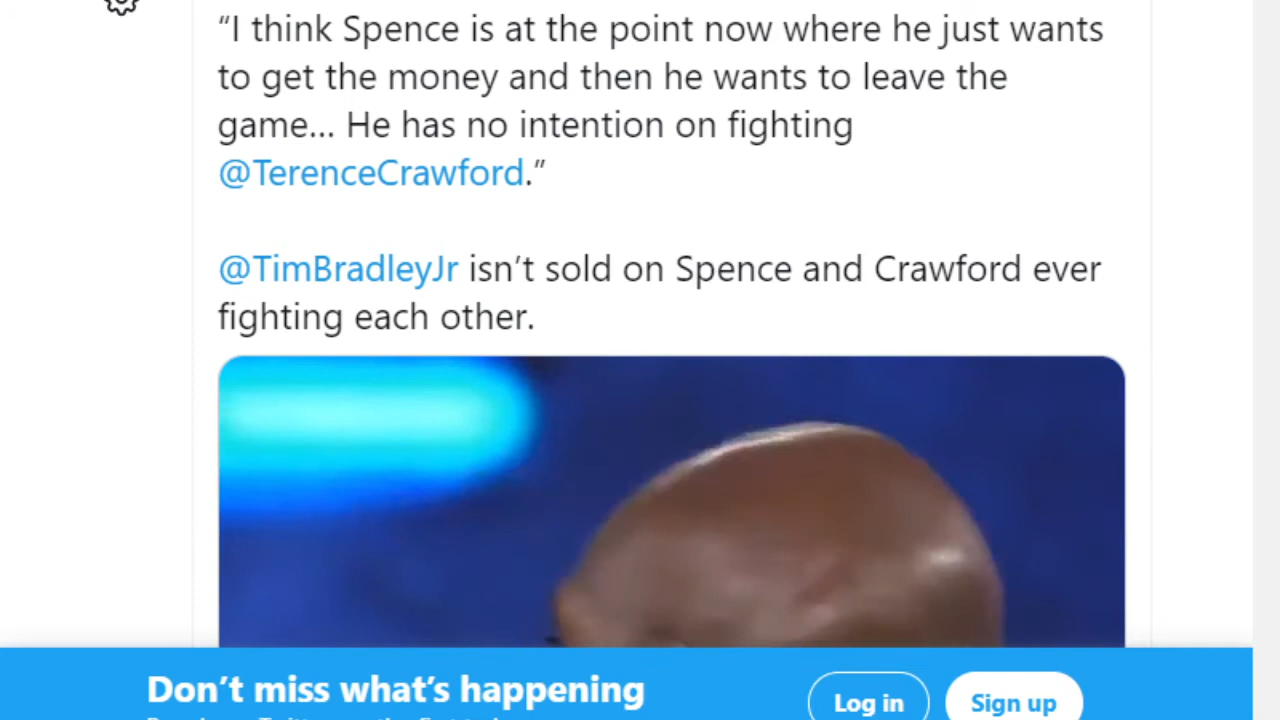 “I think Spence is at the point now where he just wants
to get the money and then he wants to leave the
game... He has no intention on fighting
@TerenceCrawford.”
@TimBradleyJr isn’t sold on Spence and Crawford ever
fighting each other.
Don’t miss what’s happening
Log in
Sign up